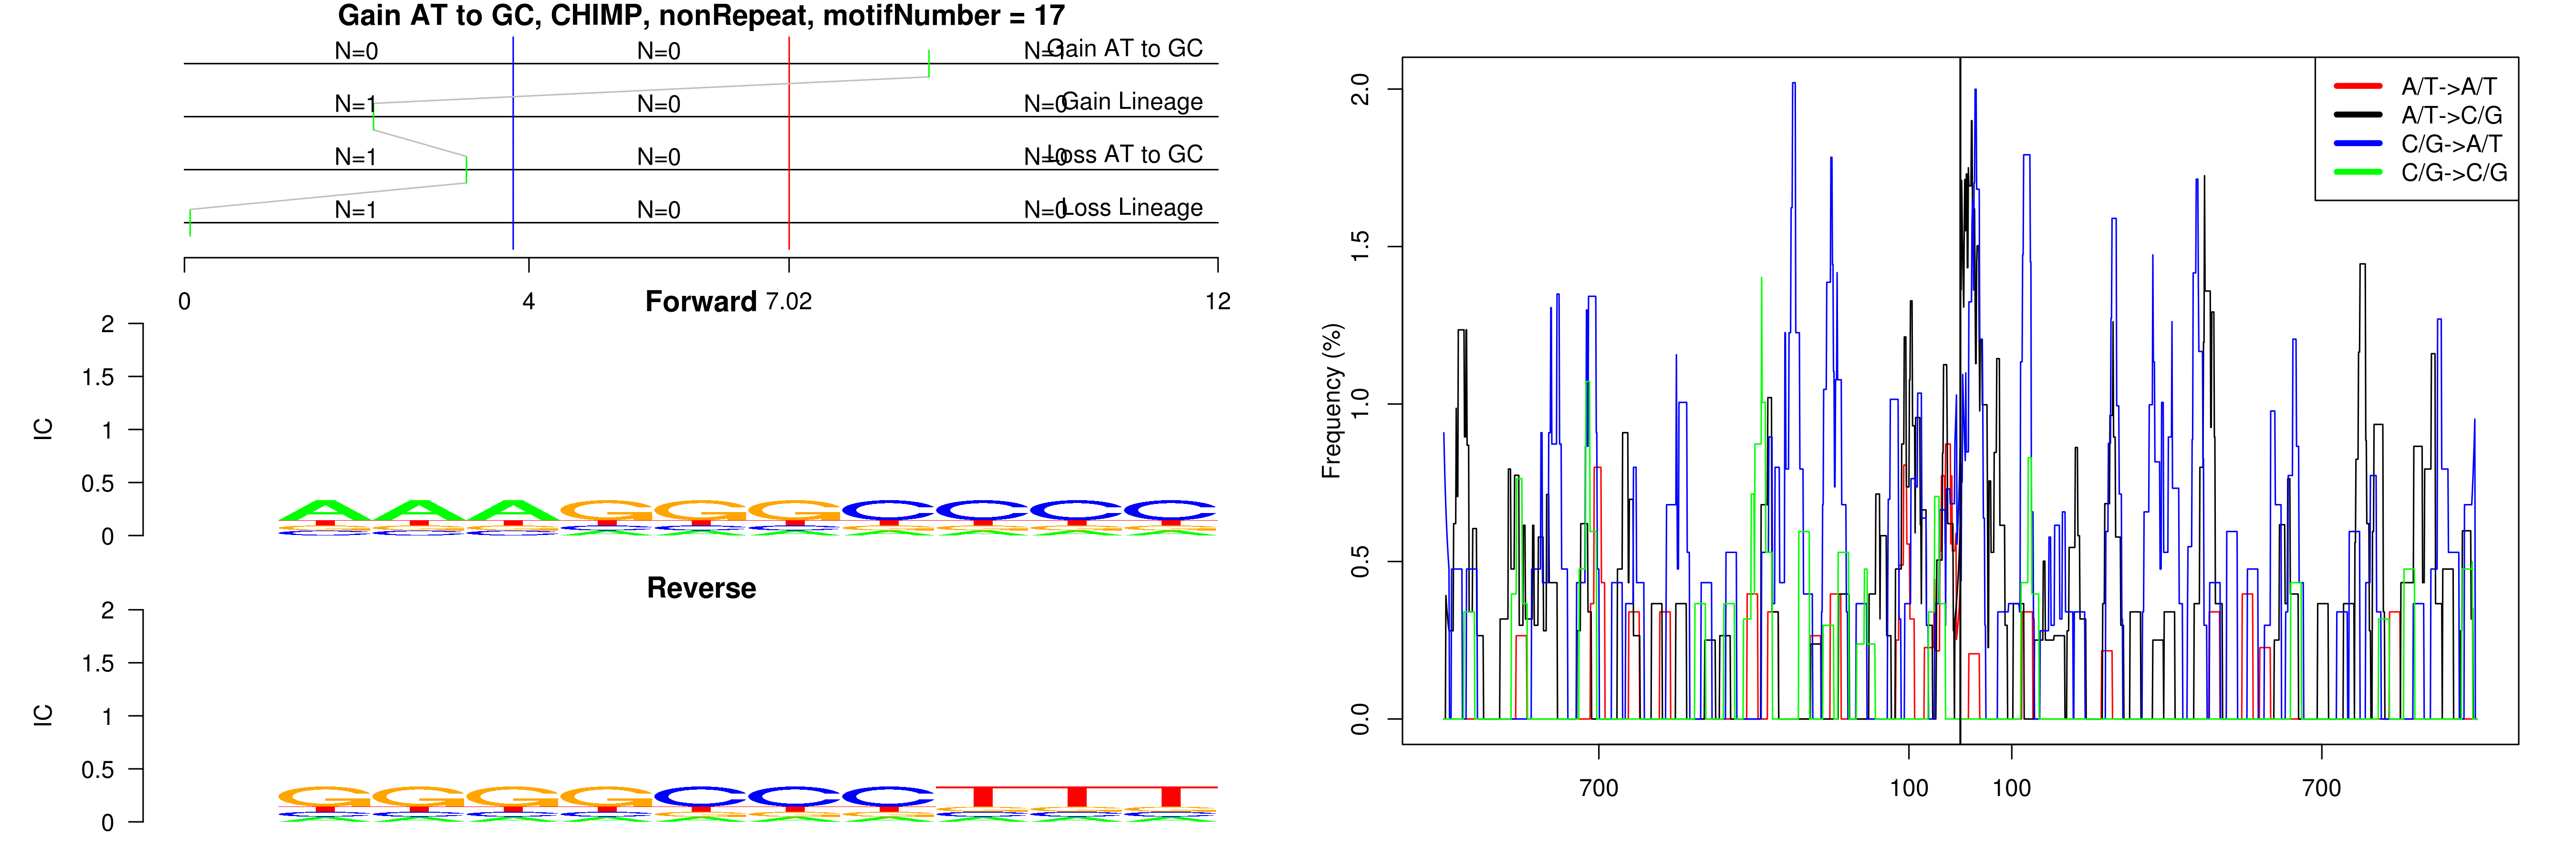 Gain AT to GC, CHIMP, nonRepeat, motifNumber = 17
N=0 N=0 N=1 Gain AT to GC
N=1 N=0 N=0 Gain Lineage
N=1 N=0 N=0 Loss AT to GC
N=1 N=0 N=0 Loss Lineage
0 4 7.02 12
Forward
2
1.5
1
0.5
0
IC
AAAGGGCCCC
Reverse
2
1.5
1
0.5
0
IC
GGGGCCCTTT
Frequency (%)
2.0
1.5
1.0
0.5
0.0
700 100 100 700
A/T->A/T
A/T->C/G
C/G->A/T
C/G->C/G